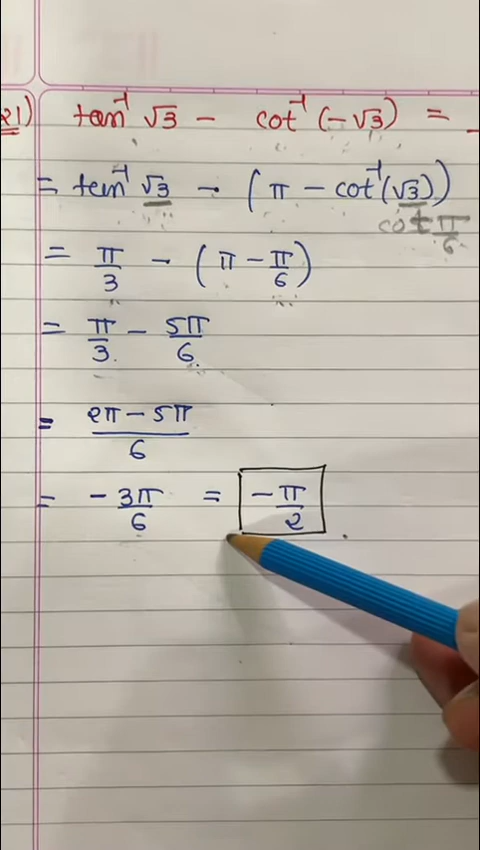 21) tan⁻¹ √3 - cot⁻¹ (-√3) = _
= tan⁻¹ √3 - (π - cot⁻¹(√3))
cot π/6
= π/3 - (π - π/6)
= π/3 - 5π/6
= (2π - 5π)/6
= -3π/6 = -π/2